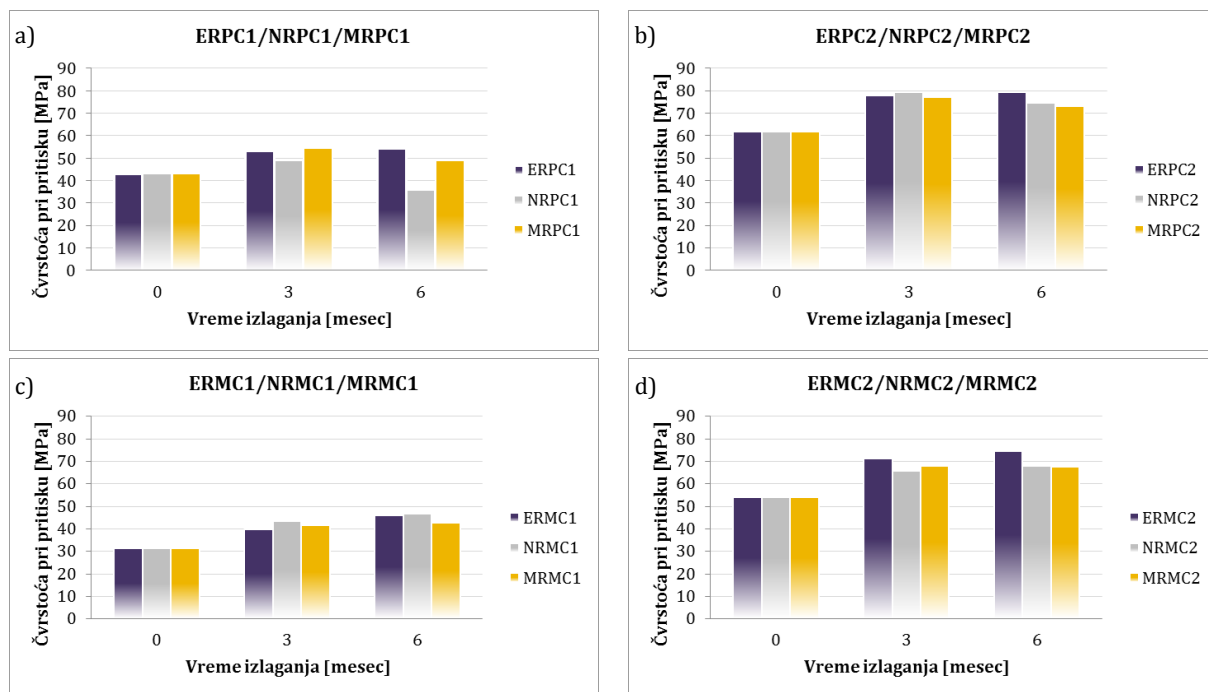 a)
ERPC1/NRPC1/MRPC1
Čvrstoća pri pritisku [MPa]
90
80
70
60
50
40
30
20
10
0
0 3 6
Vreme izlaganja [mesec]
ERPC1
NRPC1
MRPC1
b)
ERPC2/NRPC2/MRPC2
Čvrstoća pri pritisku [MPa]
90
80
70
60
50
40
30
20
10
0
0 3 6
Vreme izlaganja [mesec]
ERPC2
NRPC2
MRPC2
c)
ERMC1/NRMC1/MRMC1
Čvrstoća pri pritisku [MPa]
90
80
70
60
50
40
30
20
10
0
0 3 6
Vreme izlaganja [mesec]
ERMC1
NRMC1
MRMC1
d)
ERMC2/NRMC2/MRMC2
Čvrstoća pri pritisku [MPa]
90
80
70
60
50
40
30
20
10
0
0 3 6
Vreme izlaganja [mesec]
ERMC2
NRMC2
MRMC2